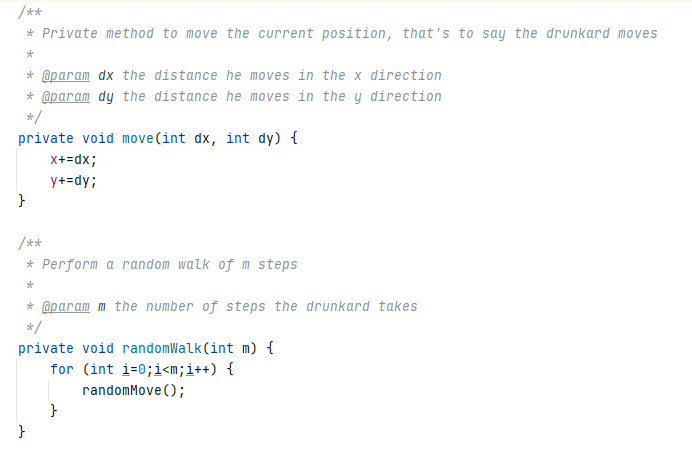 /**
 * Private method to move the current position, that's to say the drunkard moves
 *
 * @param dx the distance he moves in the x direction
 * @param dy the distance he moves in the y direction
 */
private void move(int dx, int dy) {
    x+=dx;
    y+=dy;
}
/**
 * Perform a random walk of m steps
 *
 * @param m the number of steps the drunkard takes
 */
private void randomWalk(int m) {
    for (int i=0;i<m;i++) {
        randomMove();
    }
}